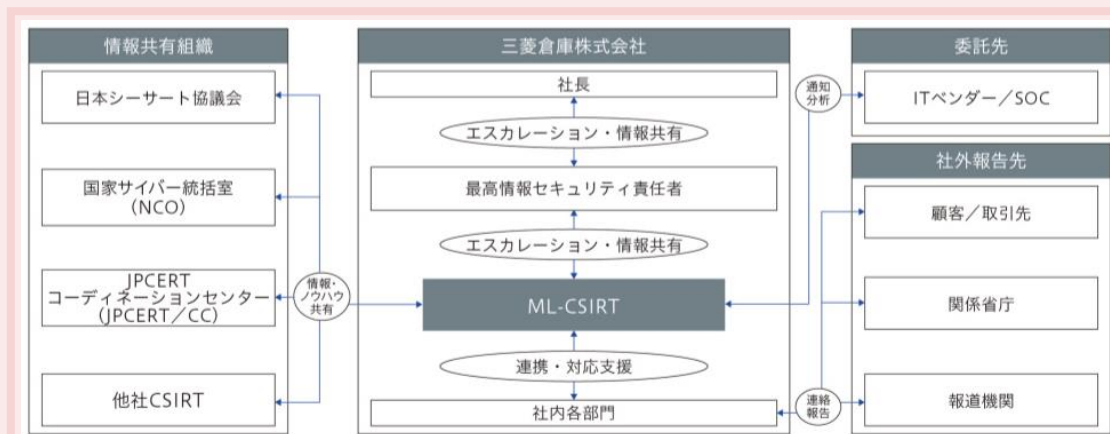 情報共有組織
日本シーサート協議会
国家サイバー統括室
(NCO)
JPCERT
コーディネーションセンター
(JPCERT/CC)
他社CSIRT
情報・
ノウハウ
共有
三菱倉庫株式会社
社長
エスカレーション・情報共有
最高情報セキュリティ責任者
エスカレーション・情報共有
ML-CSIRT
連携・対応支援
社内各部門
通知
分析
連絡
報告
委託先
ITベンダー/SOC
社外報告先
顧客/取引先
関係省庁
報道機関